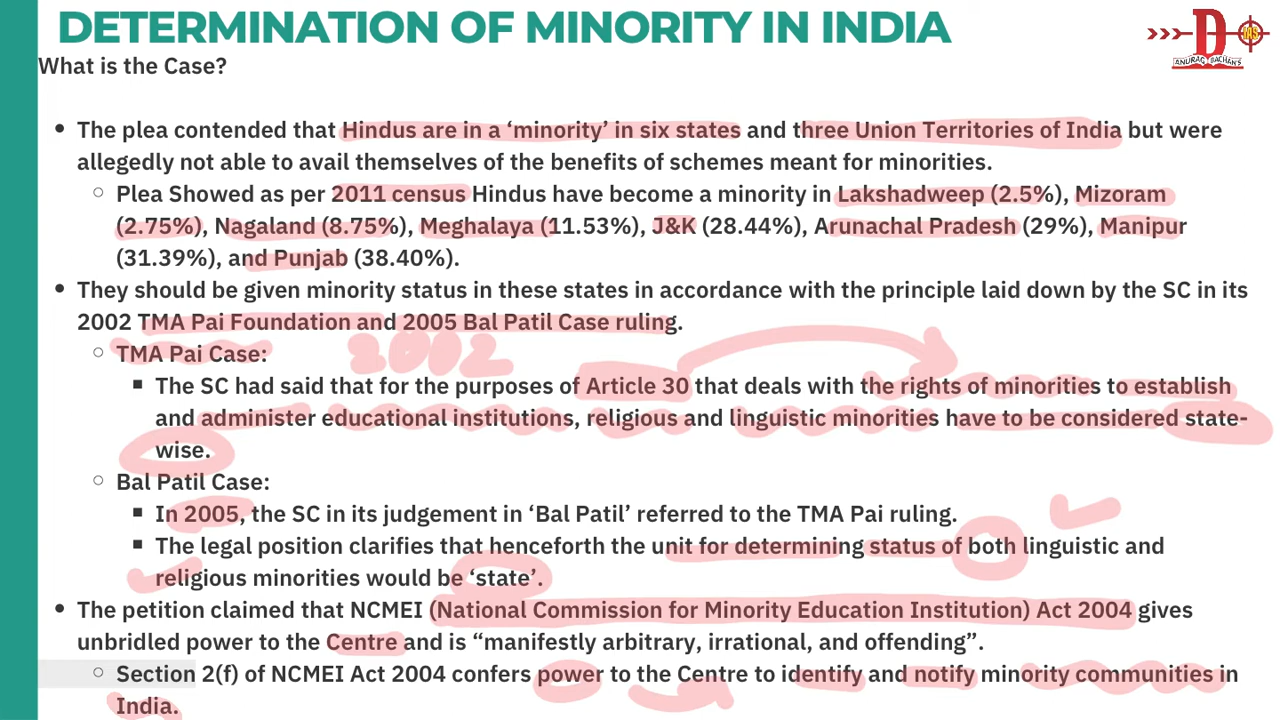 DETERMINATION OF MINORITY IN INDIA
>>> D IAS
ANURAG BACHAN'S
What is the Case?
• The plea contended that Hindus are in a ‘minority’ in six states and three Union Territories of India but were
allegedly not able to avail themselves of the benefits of schemes meant for minorities.
○ Plea Showed as per 2011 census Hindus have become a minority in Lakshadweep (2.5%), Mizoram
(2.75%), Nagaland (8.75%), Meghalaya (11.53%), J&K (28.44%), Arunachal Pradesh (29%), Manipur
(31.39%), and Punjab (38.40%).
• They should be given minority status in these states in accordance with the principle laid down by the SC in its
2002 TMA Pai Foundation and 2005 Bal Patil Case ruling.
○ TMA Pai Case: 2002
▪ The SC had said that for the purposes of Article 30 that deals with the rights of minorities to establish
and administer educational institutions, religious and linguistic minorities have to be considered state-
wise.
○ Bal Patil Case:
▪ In 2005, the SC in its judgement in ‘Bal Patil’ referred to the TMA Pai ruling.
▪ The legal position clarifies that henceforth the unit for determining status of both linguistic and
religious minorities would be ‘state’.
• The petition claimed that NCMEI (National Commission for Minority Education Institution) Act 2004 gives
unbridled power to the Centre and is “manifestly arbitrary, irrational, and offending”.
○ Section 2(f) of NCMEI Act 2004 confers power to the Centre to identify and notify minority communities in
India.